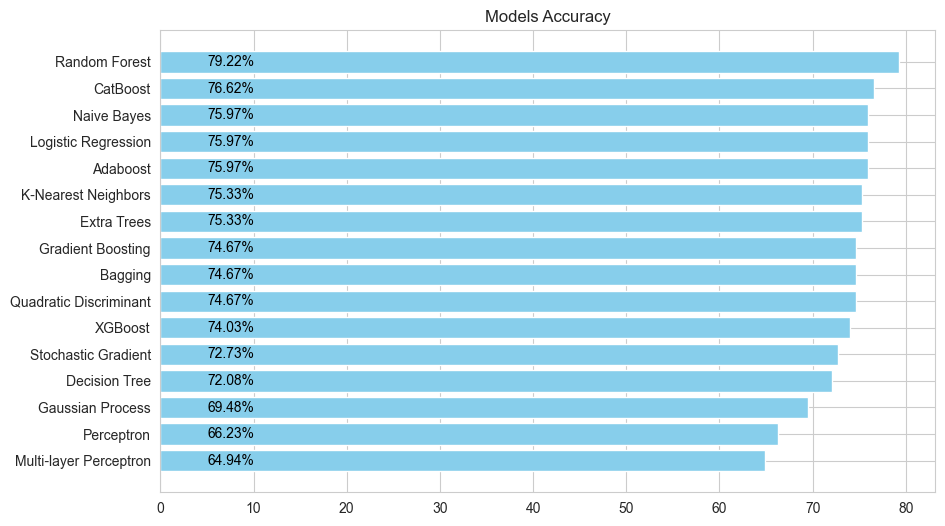 Models Accuracy
Random Forest 79.22%
CatBoost 76.62%
Naive Bayes 75.97%
Logistic Regression 75.97%
Adaboost 75.97%
K-Nearest Neighbors 75.33%
Extra Trees 75.33%
Gradient Boosting 74.67%
Bagging 74.67%
Quadratic Discriminant 74.67%
XGBoost 74.03%
Stochastic Gradient 72.73%
Decision Tree 72.08%
Gaussian Process 69.48%
Perceptron 66.23%
Multi-layer Perceptron 64.94%
0 10 20 30 40 50 60 70 80